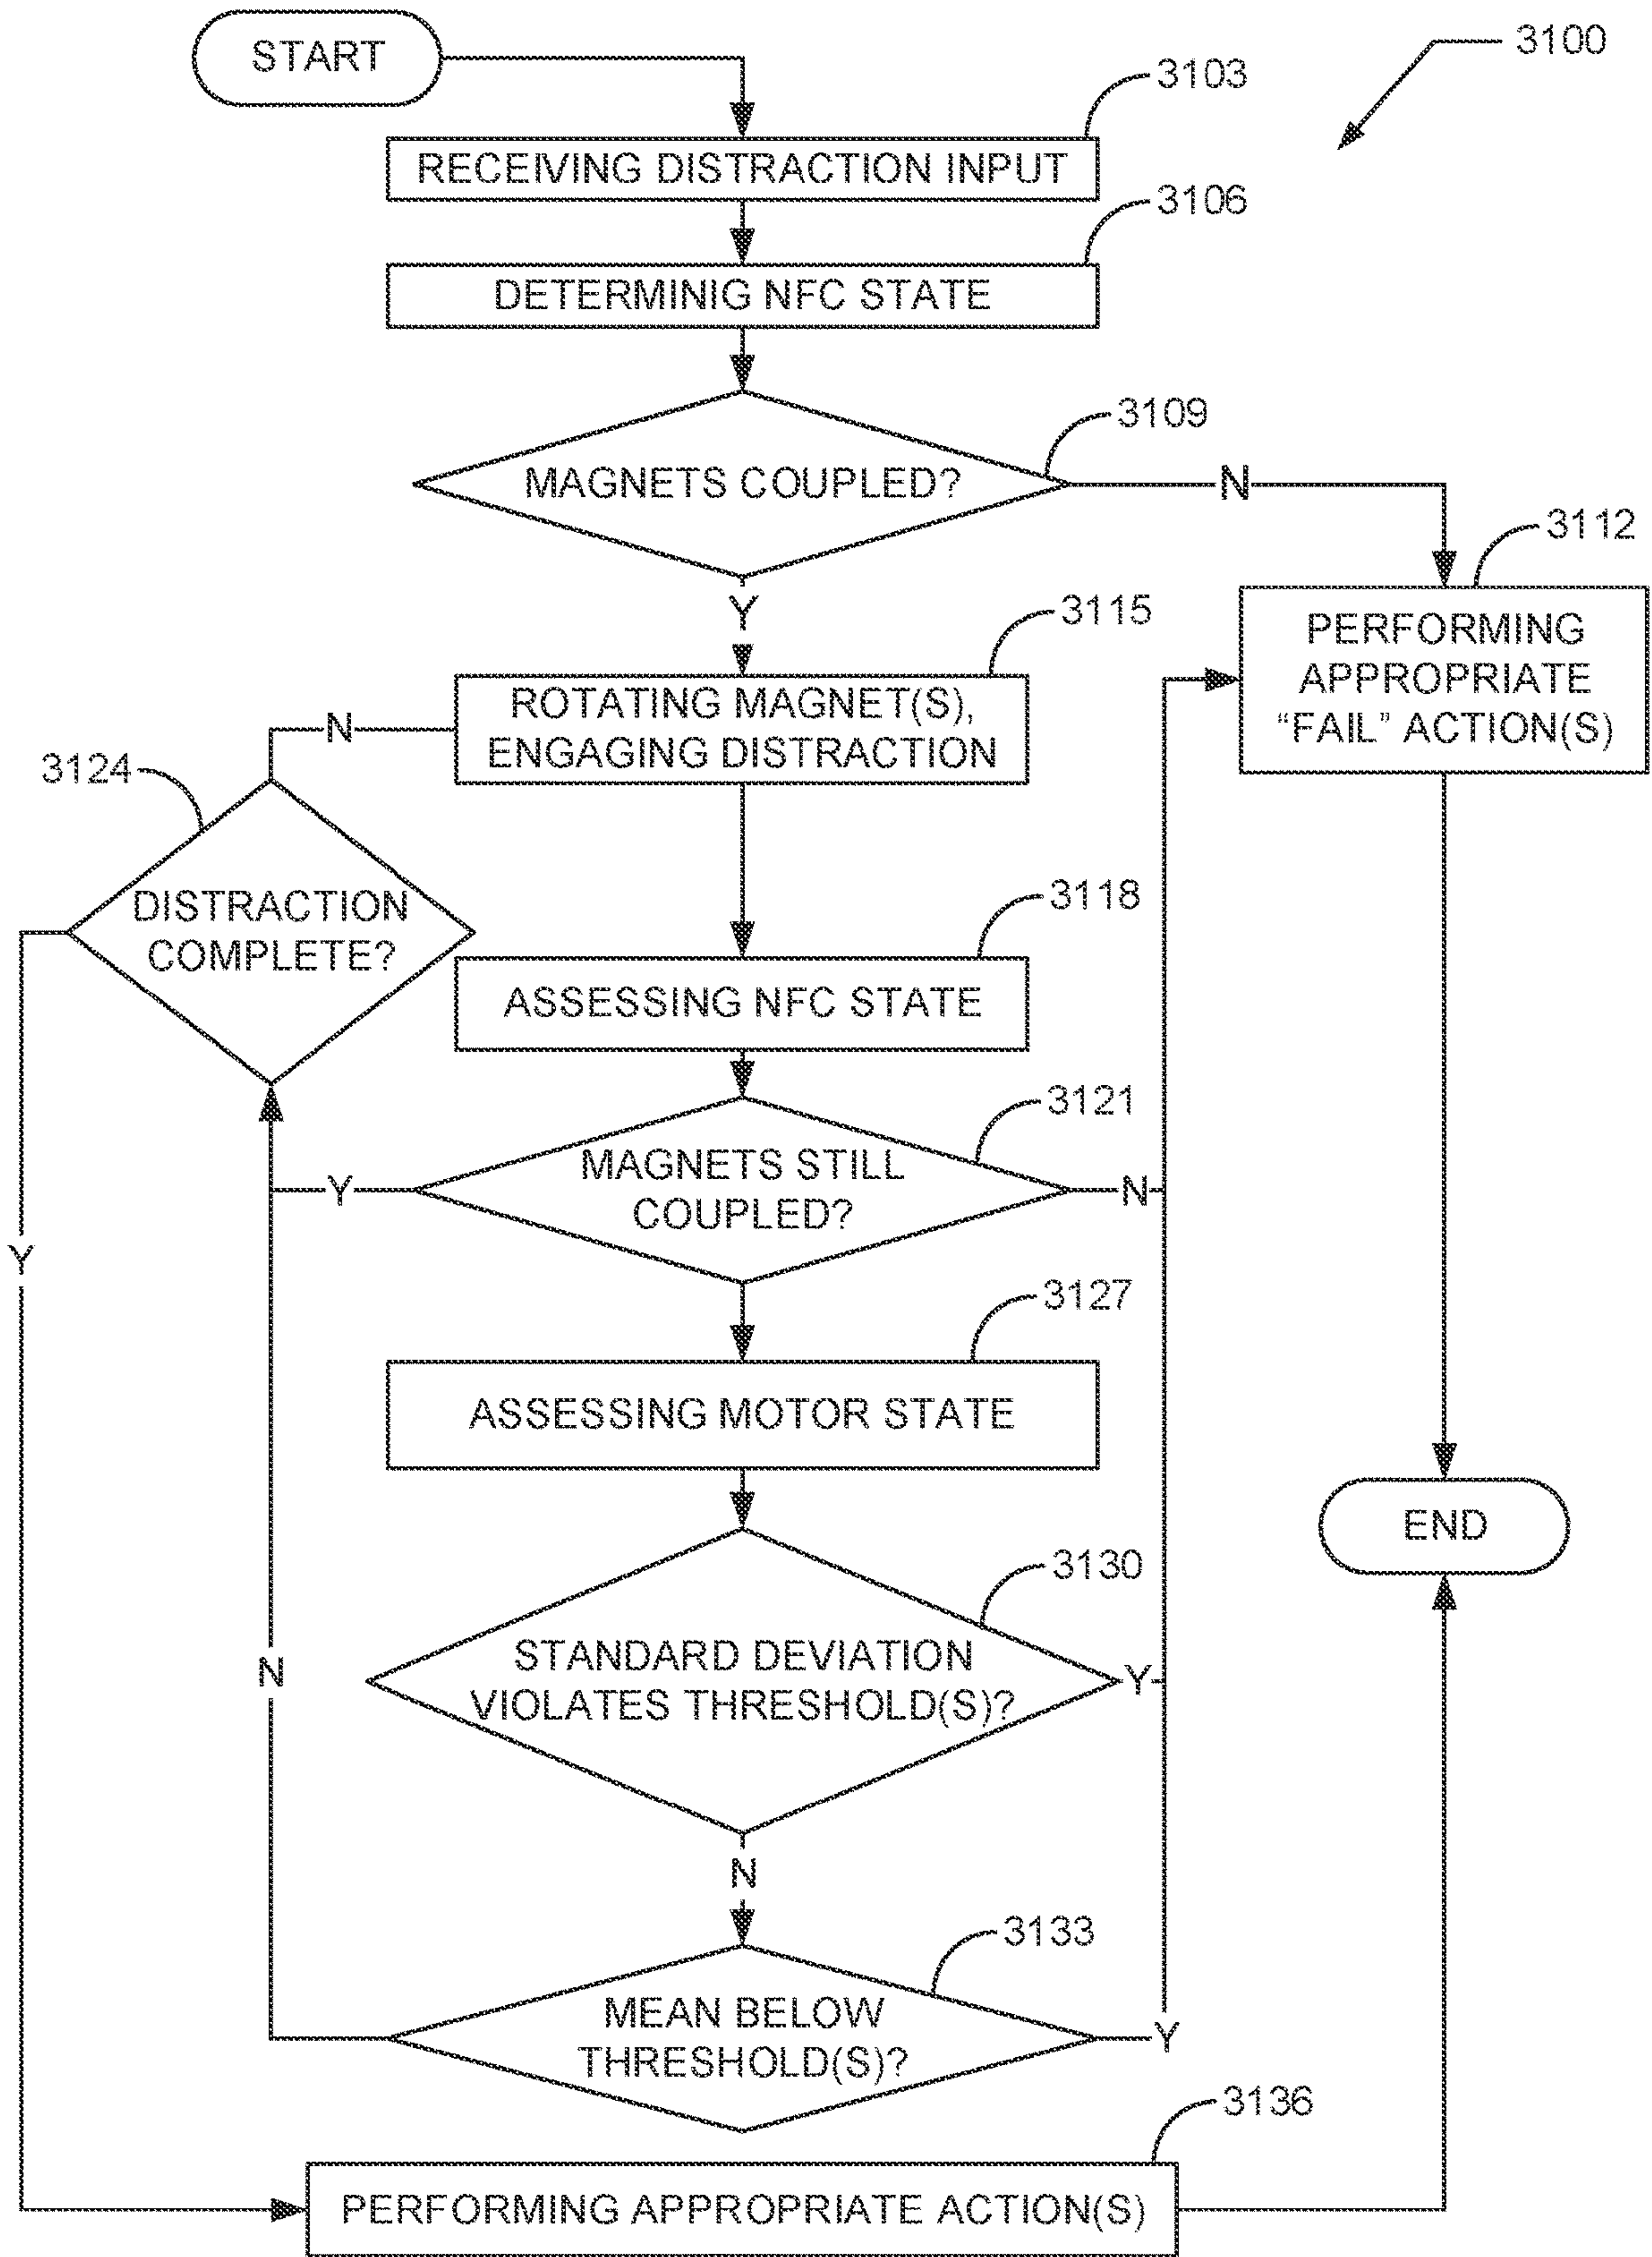 START
3100
3103
RECEIVING DISTRACTION INPUT
3106
DETERMINIG NFC STATE
3109
MAGNETS COUPLED?
N
3112
PERFORMING
APPROPRIATE
“FAIL” ACTION(S)
Y
3115
ROTATING MAGNET(S),
ENGAGING DISTRACTION
N
3124
DISTRACTION
COMPLETE?
3118
ASSESSING NFC STATE
3121
MAGNETS STILL
COUPLED?
Y
N
Y
3127
ASSESSING MOTOR STATE
END
3130
STANDARD DEVIATION
VIOLATES THRESHOLD(S)?
Y
N
N
3133
MEAN BELOW
THRESHOLD(S)?
Y
3136
PERFORMING APPROPRIATE ACTION(S)